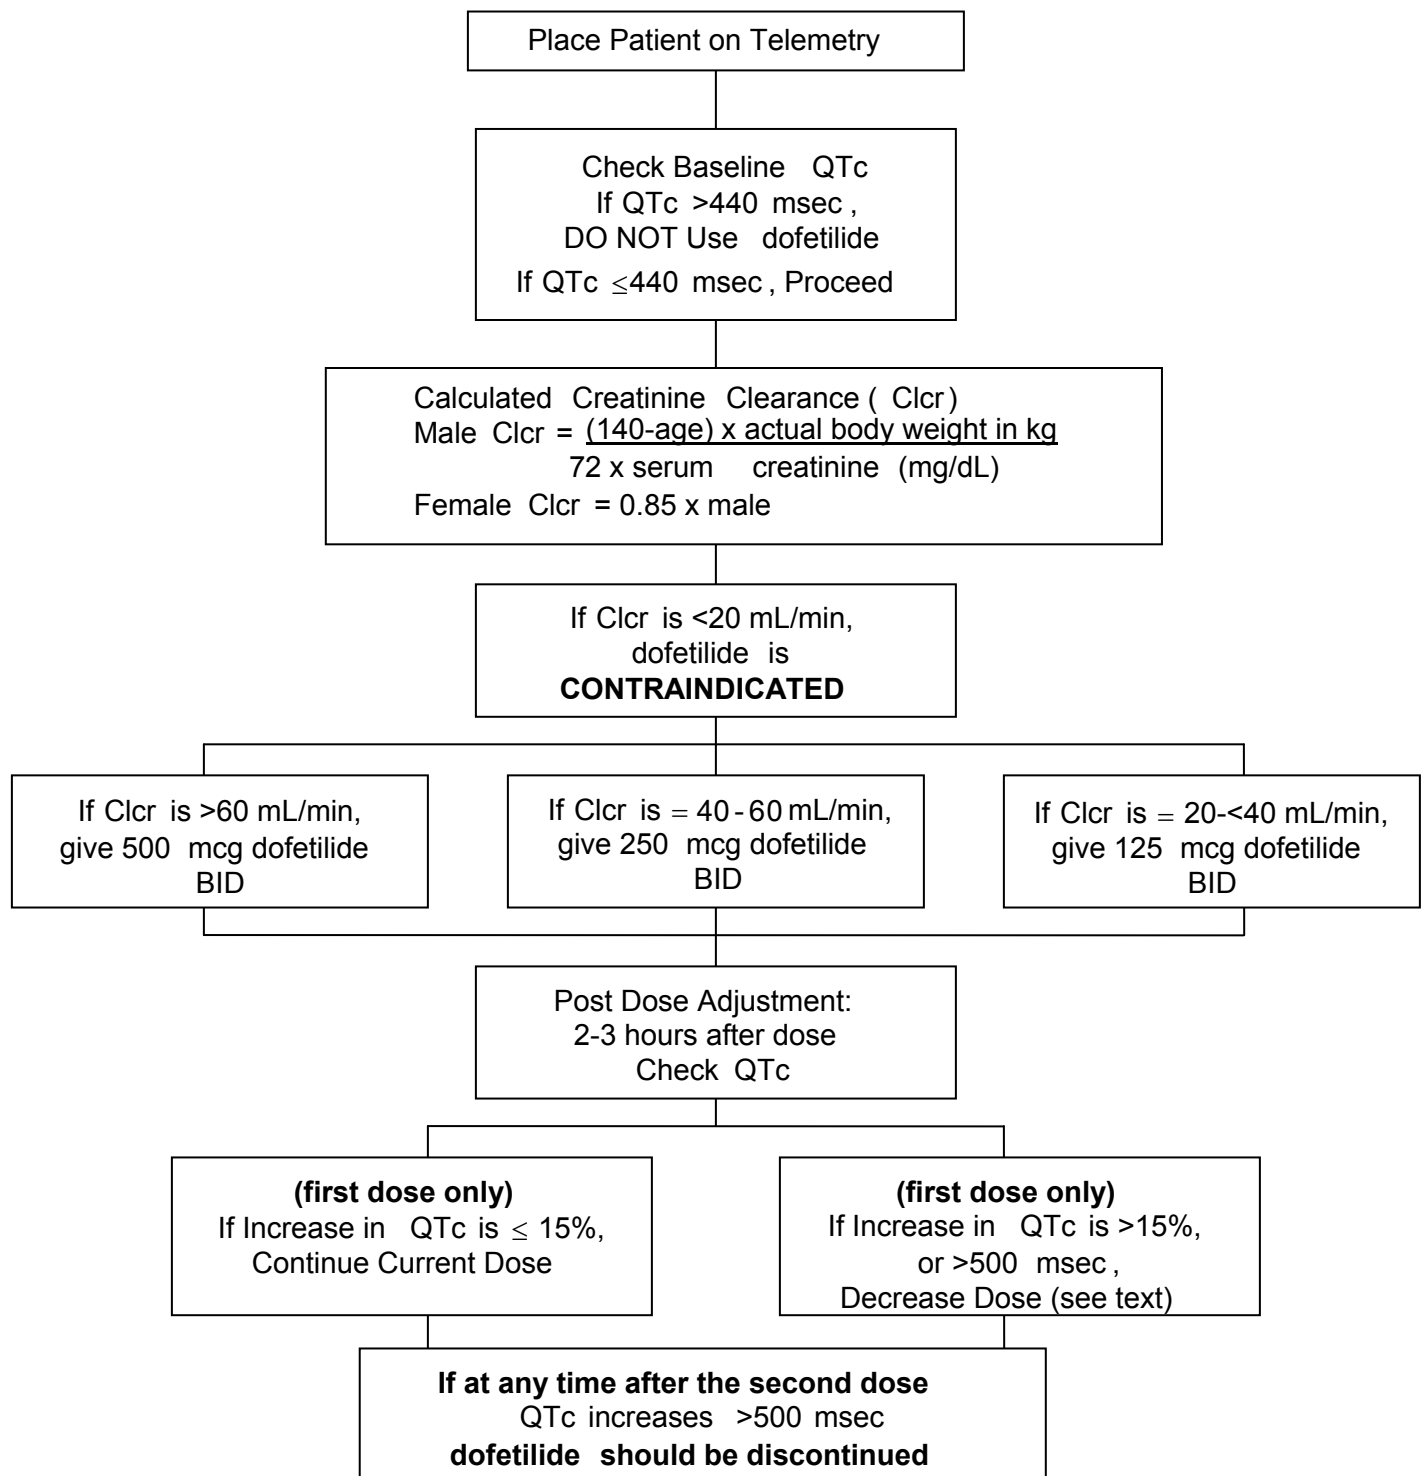 Place Patient on Telemetry
Check Baseline QTc
If QTc >440 msec ,
DO NOT Use dofetilide
If QTc ≤440 msec , Proceed
Calculated Creatinine Clearance ( Clcr )
Male Clcr = (140-age) x actual body weight in kg
72 x serum creatinine (mg/dL)
Female Clcr = 0.85 x male
If Clcr is <20 mL/min,
dofetilide is
CONTRAINDICATED
If Clcr is >60 mL/min,
give 500 mcg dofetilide
BID
If Clcr is = 40 - 60 mL/min,
give 250 mcg dofetilide
BID
If Clcr is = 20-<40 mL/min,
give 125 mcg dofetilide
BID
Post Dose Adjustment:
2-3 hours after dose
Check QTc
(first dose only)
If Increase in QTc is ≤ 15%,
Continue Current Dose
(first dose only)
If Increase in QTc is >15%,
or >500 msec ,
Decrease Dose (see text)
If at any time after the second dose
QTc increases >500 msec
dofetilide should be discontinued